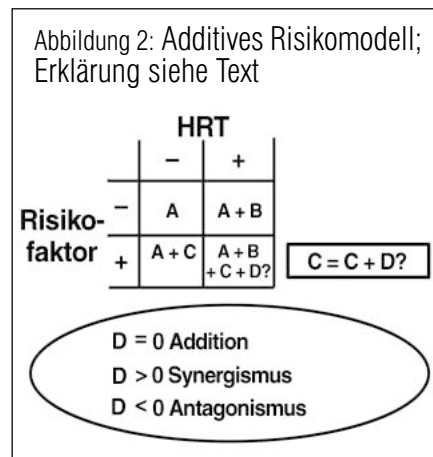 Abbildung 2: Additives Risikomodell;
Erklärung siehe Text
HRT
– +
Risiko-
faktor
– A A + B
+ A + C A + B
+ C + D?
C = C + D?
D = 0 Addition
D > 0 Synergismus
D < 0 Antagonismus